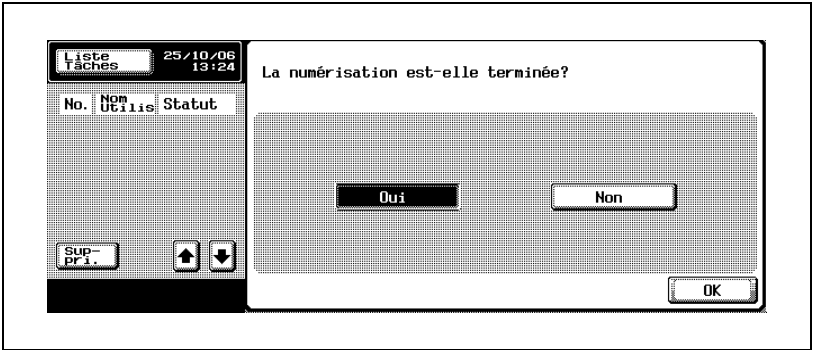 Liste
Tâches
25/10/06
13:24
La numérisation est-elle terminée?
No. Nom Utilis Statut
Oui
Non
Sup-
pri.
OK